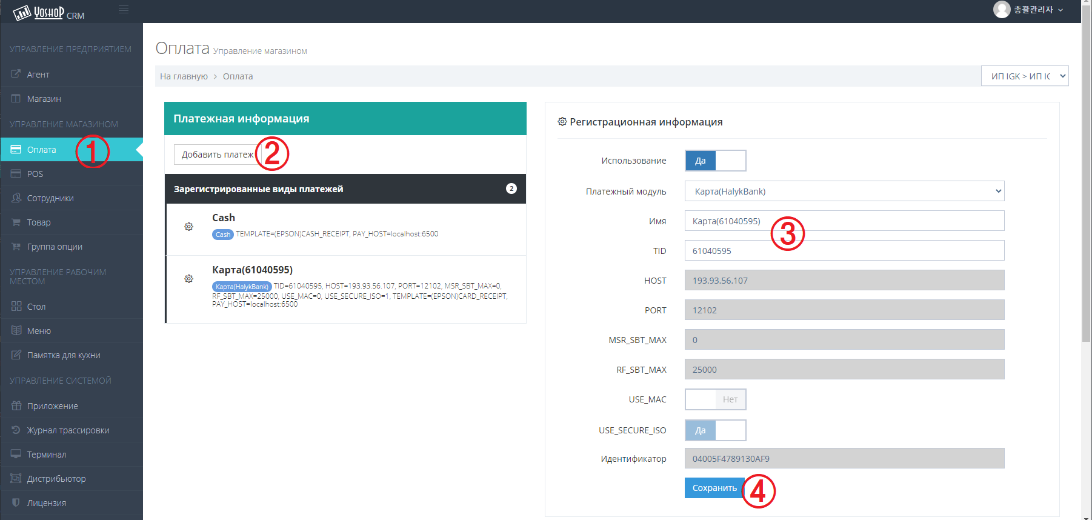 YOSHOP CRM
총괄관리자
УПРАВЛЕНИЕ ПРЕДПРИЯТИЕМ
Агент
Магазин
УПРАВЛЕНИЕ МАГАЗИНОМ
Оплата
①
POS
Сотрудники
Товар
Группа опции
УПРАВЛЕНИЕ РАБОЧИМ
МЕСТОМ
Стол
Меню
Памятка для кухни
УПРАВЛЕНИЕ СИСТЕМОЙ
Приложение
Журнал трассировки
Терминал
Дистрибьютор
Лицензия
Оплата Управление магазином
На главную > Оплата
ИП IGK > ИП IG
Платежная информация
Добавить платеж
②
Зарегистрированные виды платежей 2
Cash
Cash TEMPLATE=(EPSON)CASH_RECEIPT, PAY_HOST=localhost:6500
Карта(61040595)
Карта(HalykBank) TID=61040595, HOST=193.93.56.107, PORT=12102, MSR_SBT_MAX=0,
RF_SBT_MAX=25000, USE_MAC=0, USE_SECURE_ISO=1, TEMPLATE=(EPSON)CARD_RECEIPT,
PAY_HOST=localhost:6500
Регистрационная информация
Использование Да
Платежный модуль Карта(HalykBank)
Имя Карта(61040595)
③
TID 61040595
HOST 193.93.56.107
PORT 12102
MSR_SBT_MAX 0
RF_SBT_MAX 25000
USE_MAC Нет
USE_SECURE_ISO Да
Идентификатор 04005F4789130AF9
Сохранить
④